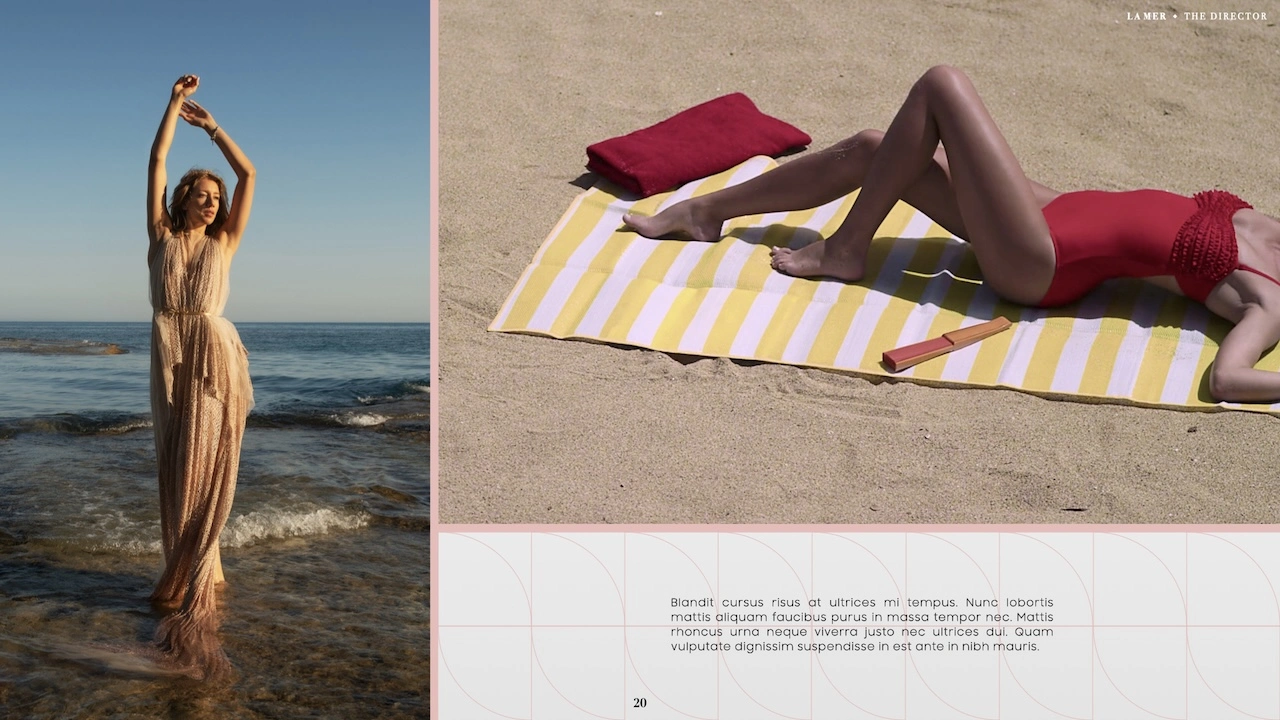 LA MER ✦ THE DIRECTOR
Blandit cursus risus at ultrices mi tempus. Nunc lobortis
mattis aliquam faucibus purus in massa tempor nec. Mattis
rhoncus urna neque viverra justo nec ultrices dui. Quam
vulputate dignissim suspendisse in est ante in nibh mauris.
20